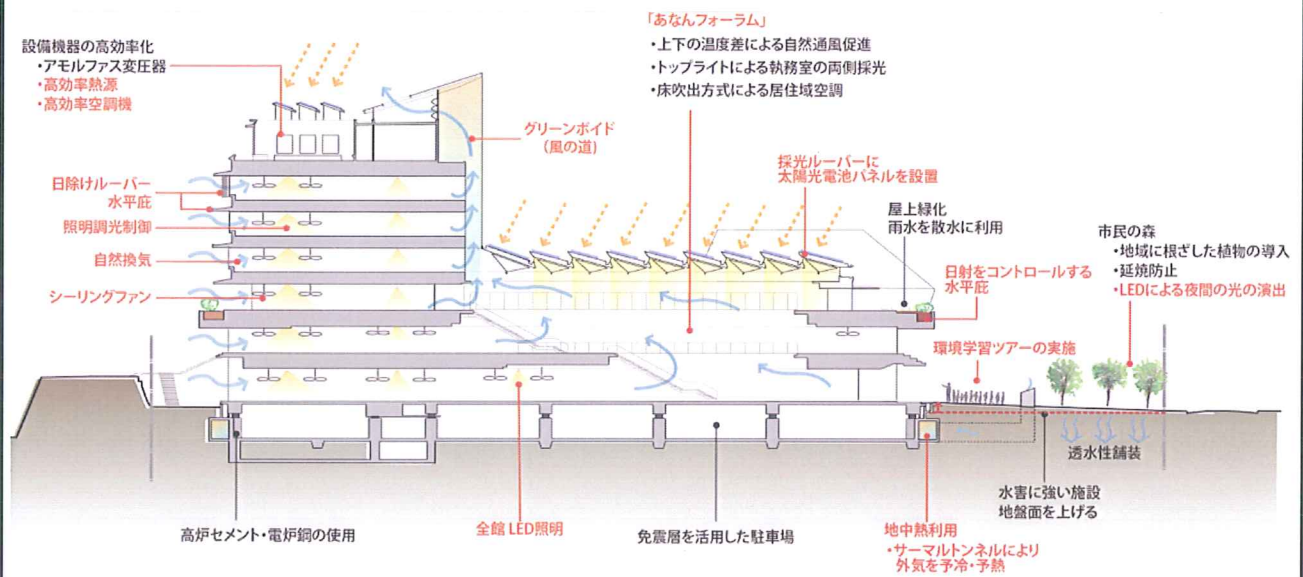 設備機器の高効率化
・アモルファス変圧器
・高効率熱源
・高効率空調機
「あなんフォーラム」
・上下の温度差による自然通風促進
・トップライトによる執務室の両側採光
・床吹出方式による居住域空調
グリーンボイド
(風の道)
日除けルーバー
水平庇
照明調光制御
自然換気
シーリングファン
採光ルーバーに
太陽光電池パネルを設置
屋上緑化
雨水を散水に利用
日射をコントロールする
水平庇
市民の森
・地域に根ざした植物の導入
・延焼防止
・LEDによる夜間の光の演出
環境学習ツアーの実施
透水性舗装
水害に強い施設
地盤面を上げる
高炉セメント・電炉鋼の使用
全館 LED照明
免震層を活用した駐車場
地中熱利用
・サーマルトンネルにより
外気を予冷・予熱